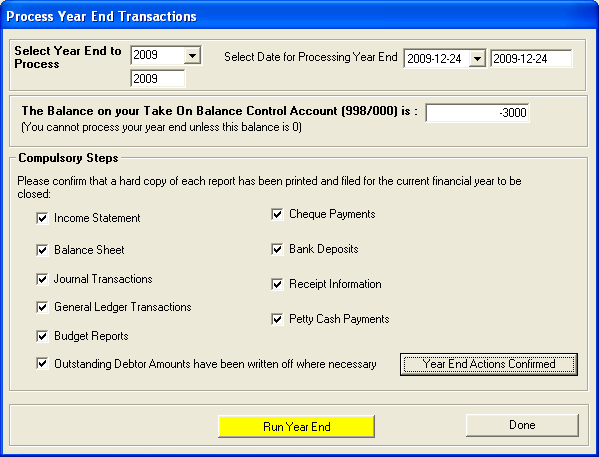 Process Year End Transactions
Select Year End to Process
2009
2009
Select Date for Processing Year End
2009-12-24
2009-12-24
The Balance on your Take On Balance Control Account (998/000) is :
-3000
(You cannot process your year end unless this balance is 0)
Compulsory Steps
Please confirm that a hard copy of each report has been printed and filed for the current financial year to be
closed:
Income Statement
Balance Sheet
Journal Transactions
General Ledger Transactions
Budget Reports
Outstanding Debtor Amounts have been written off where necessary
Cheque Payments
Bank Deposits
Receipt Information
Petty Cash Payments
Year End Actions Confirmed
Run Year End
Done